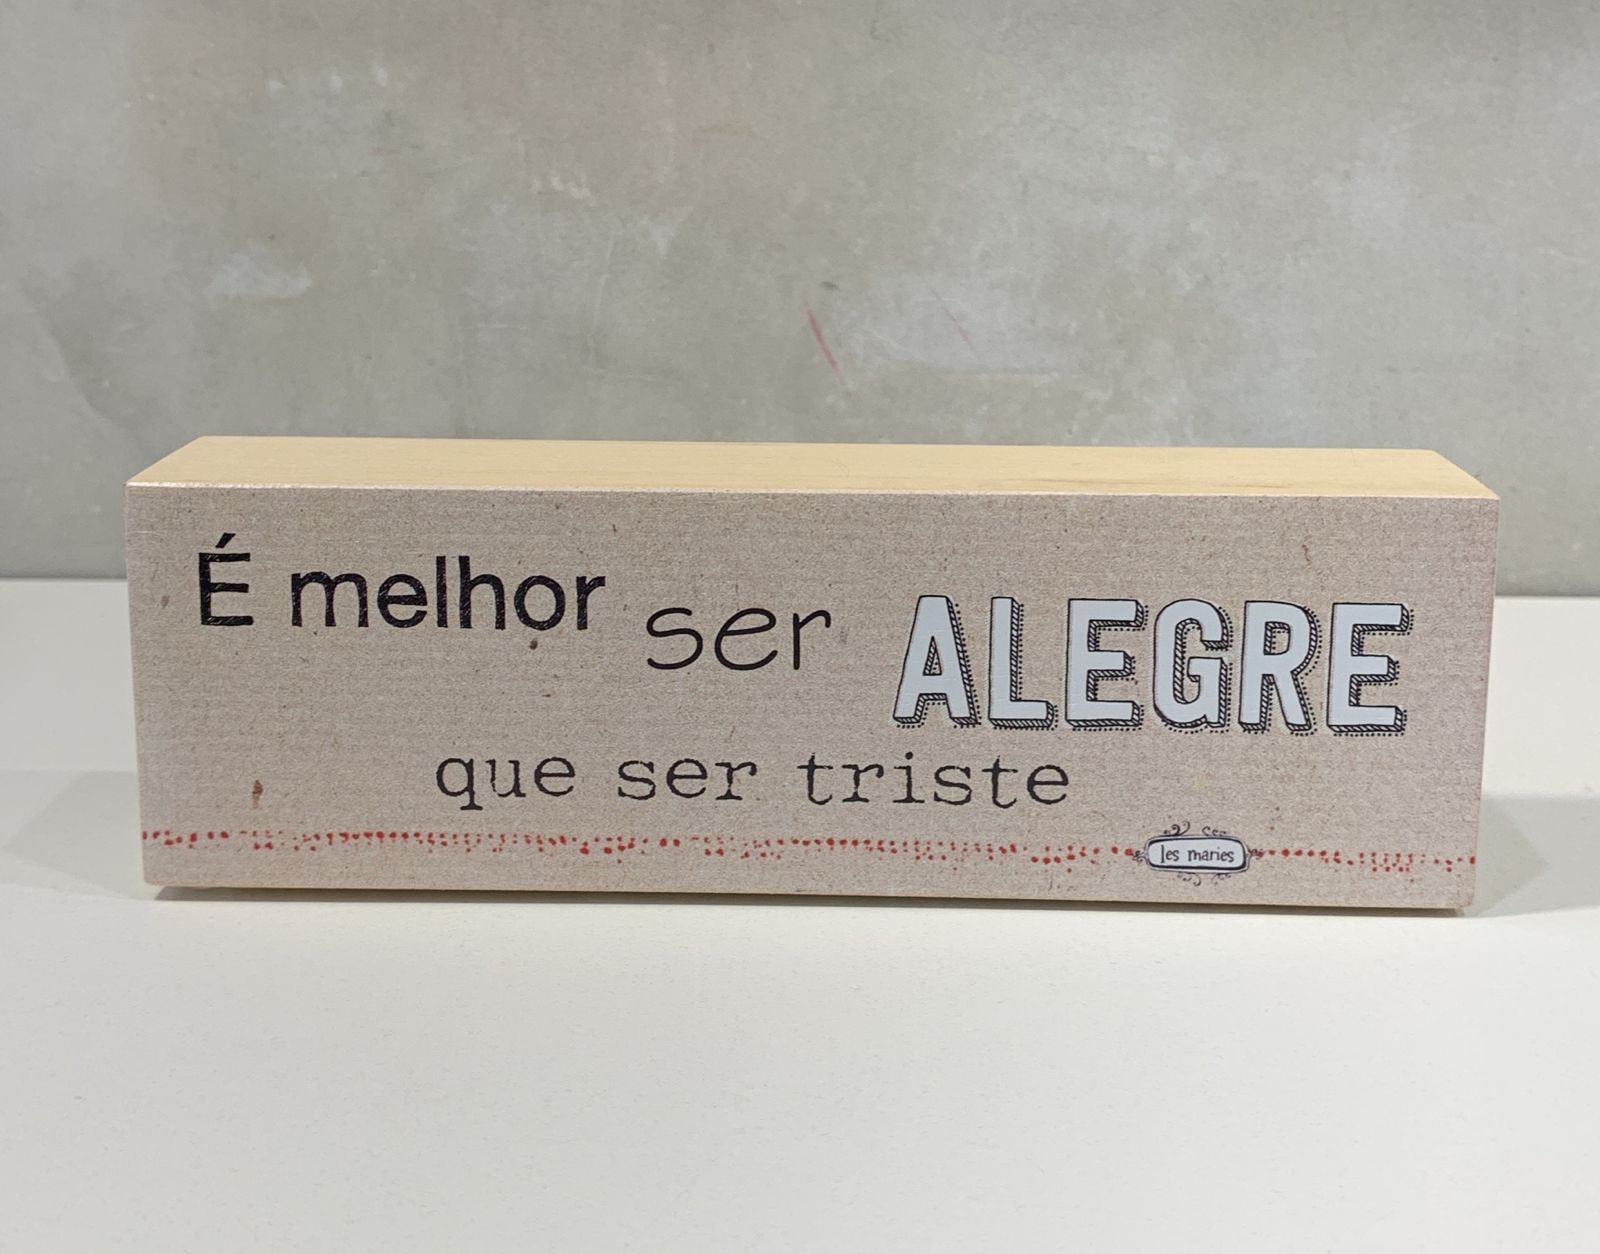 É melhor ser ALEGRE
que ser triste
les maries